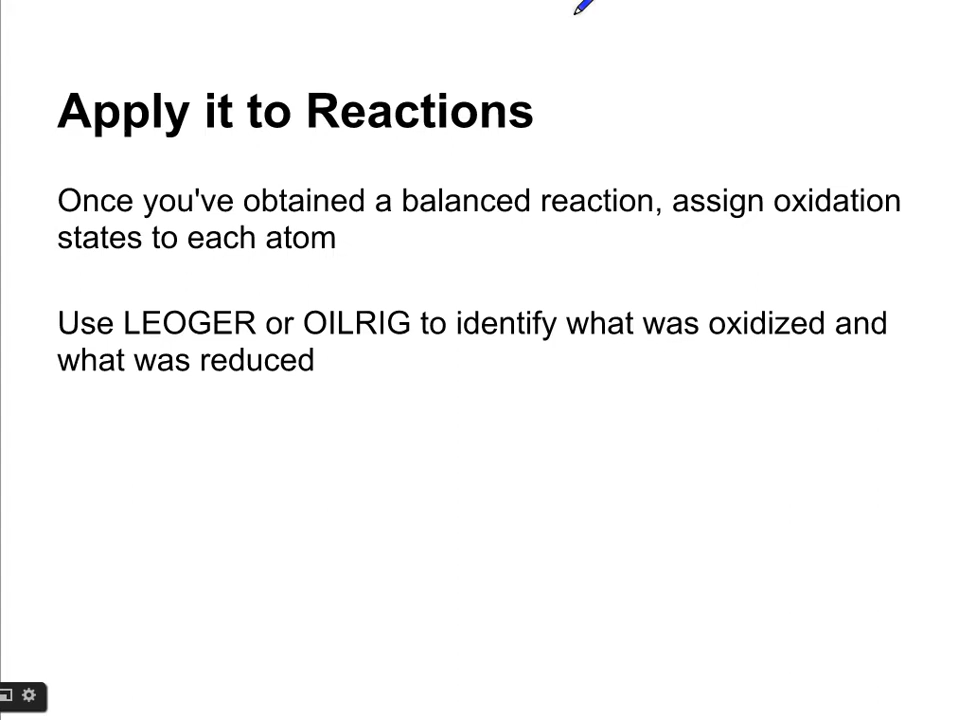 Apply it to Reactions
Once you've obtained a balanced reaction, assign oxidation
states to each atom
Use LEOGER or OILRIG to identify what was oxidized and
what was reduced